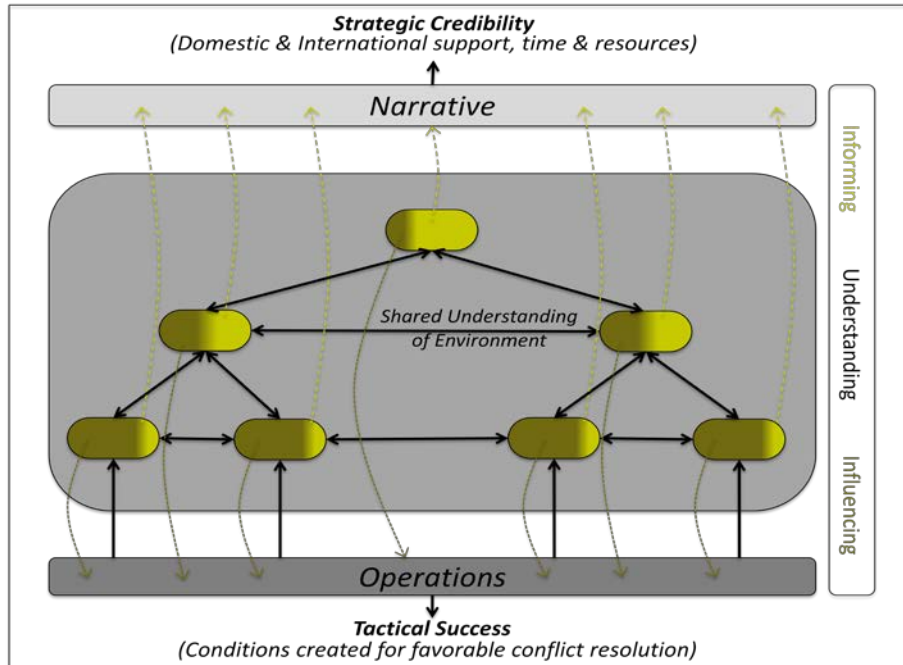 Strategic Credibility
(Domestic & International support, time & resources)
Narrative
Informing
Shared Understanding
of Environment
Understanding
Influencing
Operations
Tactical Success
(Conditions created for favorable conflict resolution)